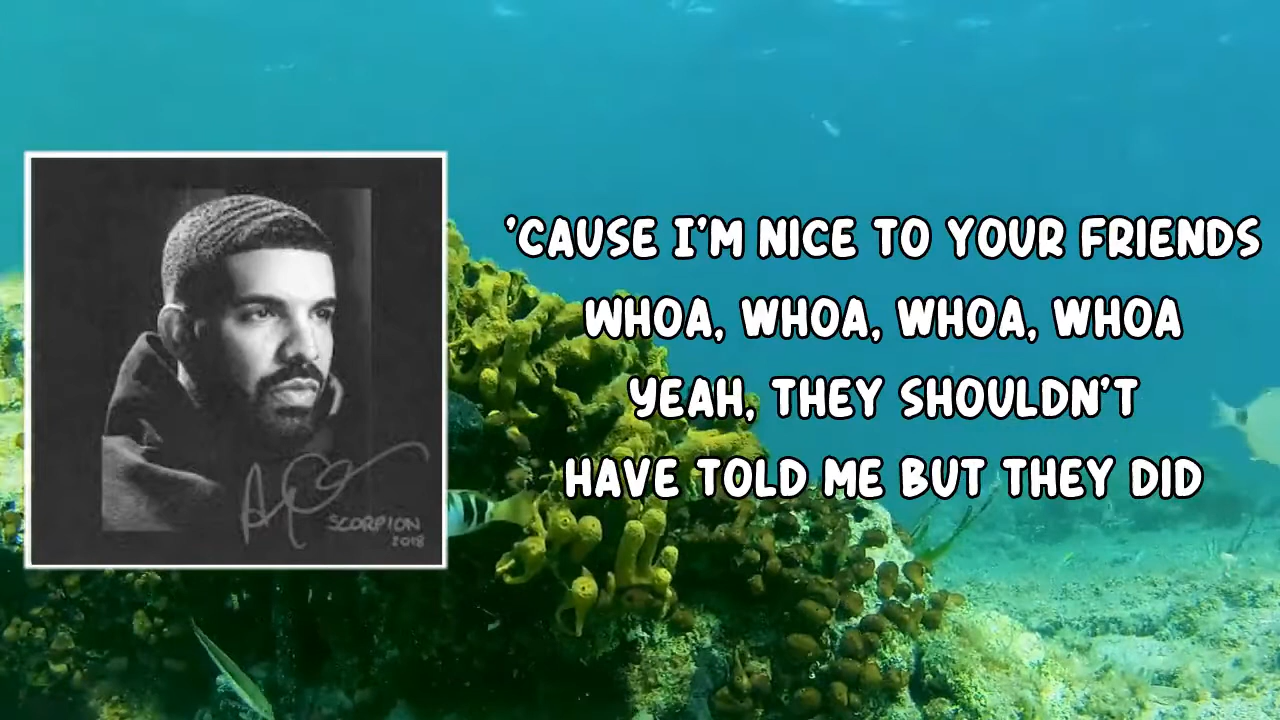 'CAUSE I'M NICE TO YOUR FRIENDS
WHOA, WHOA, WHOA, WHOA
YEAH, THEY SHOULDN'T
HAVE TOLD ME BUT THEY DID
SCORPION
2018